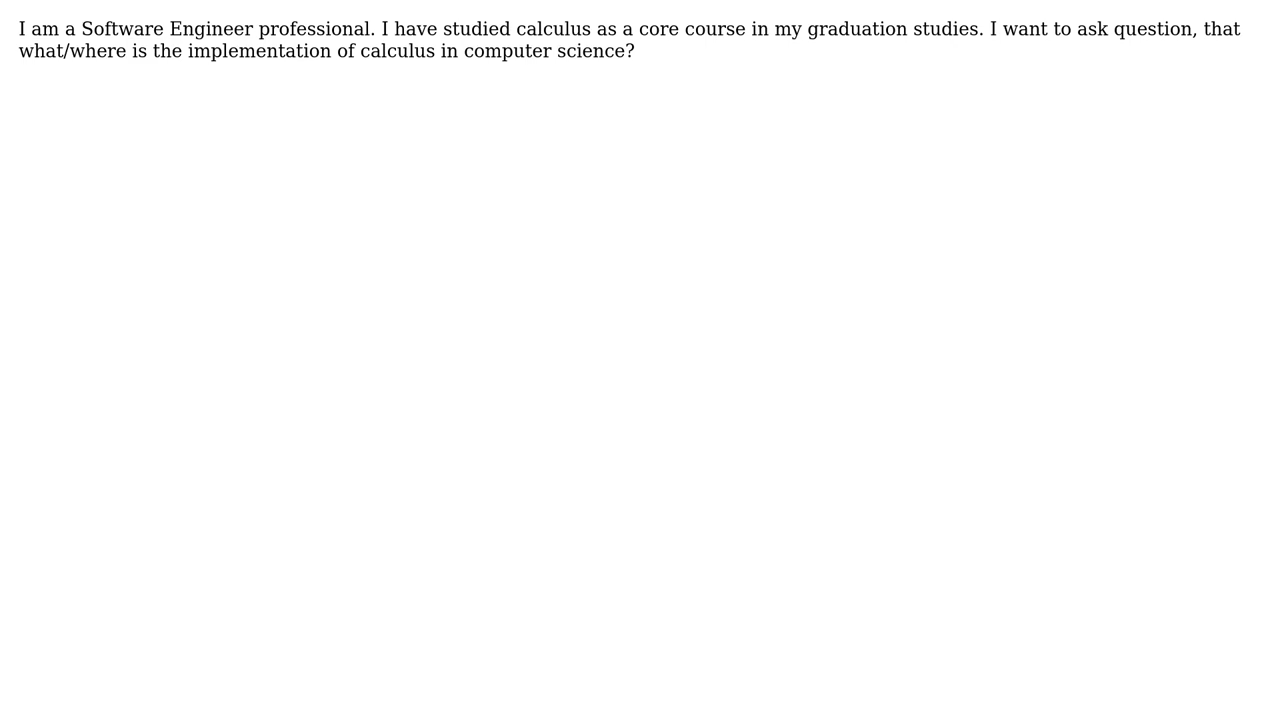 I am a Software Engineer professional. I have studied calculus as a core course in my graduation studies. I want to ask question, that
what/where is the implementation of calculus in computer science?